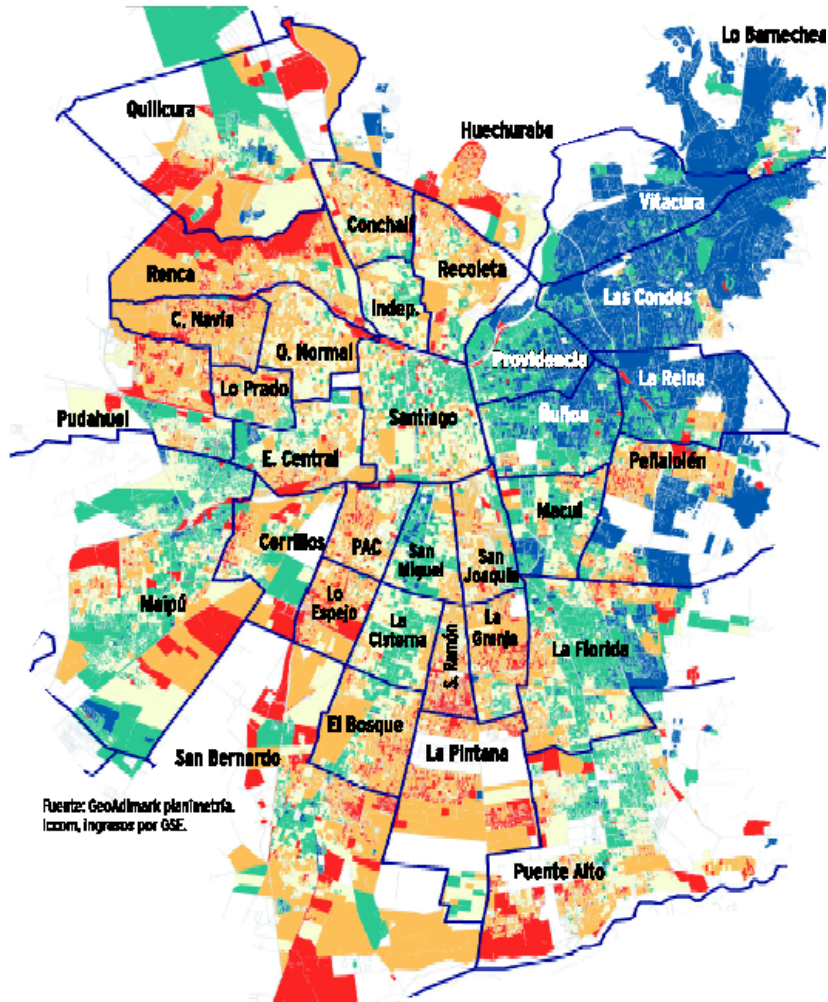 Lo Barnechea
Quilicura
Huechuraba
Vitacura
Conchalí
Recoleta
Renca
Las Condes
Indep.
C. Navia
Q. Normal
Providencia
La Reina
Lo Prado
Pudahuel
Santiago
Ñuñoa
E. Central
Peñalolén
Macul
Cerrillos
PAC
San
Miguel
San
Joaquín
Maipú
Lo
Espejo
La
Cisterna
S. Ramón
La
Granja
La Florida
El Bosque
San Bernardo
La Pintana
Fuente: GeoAdimark planimetría.
Iccom, ingresos por GSE.
Puente Alto